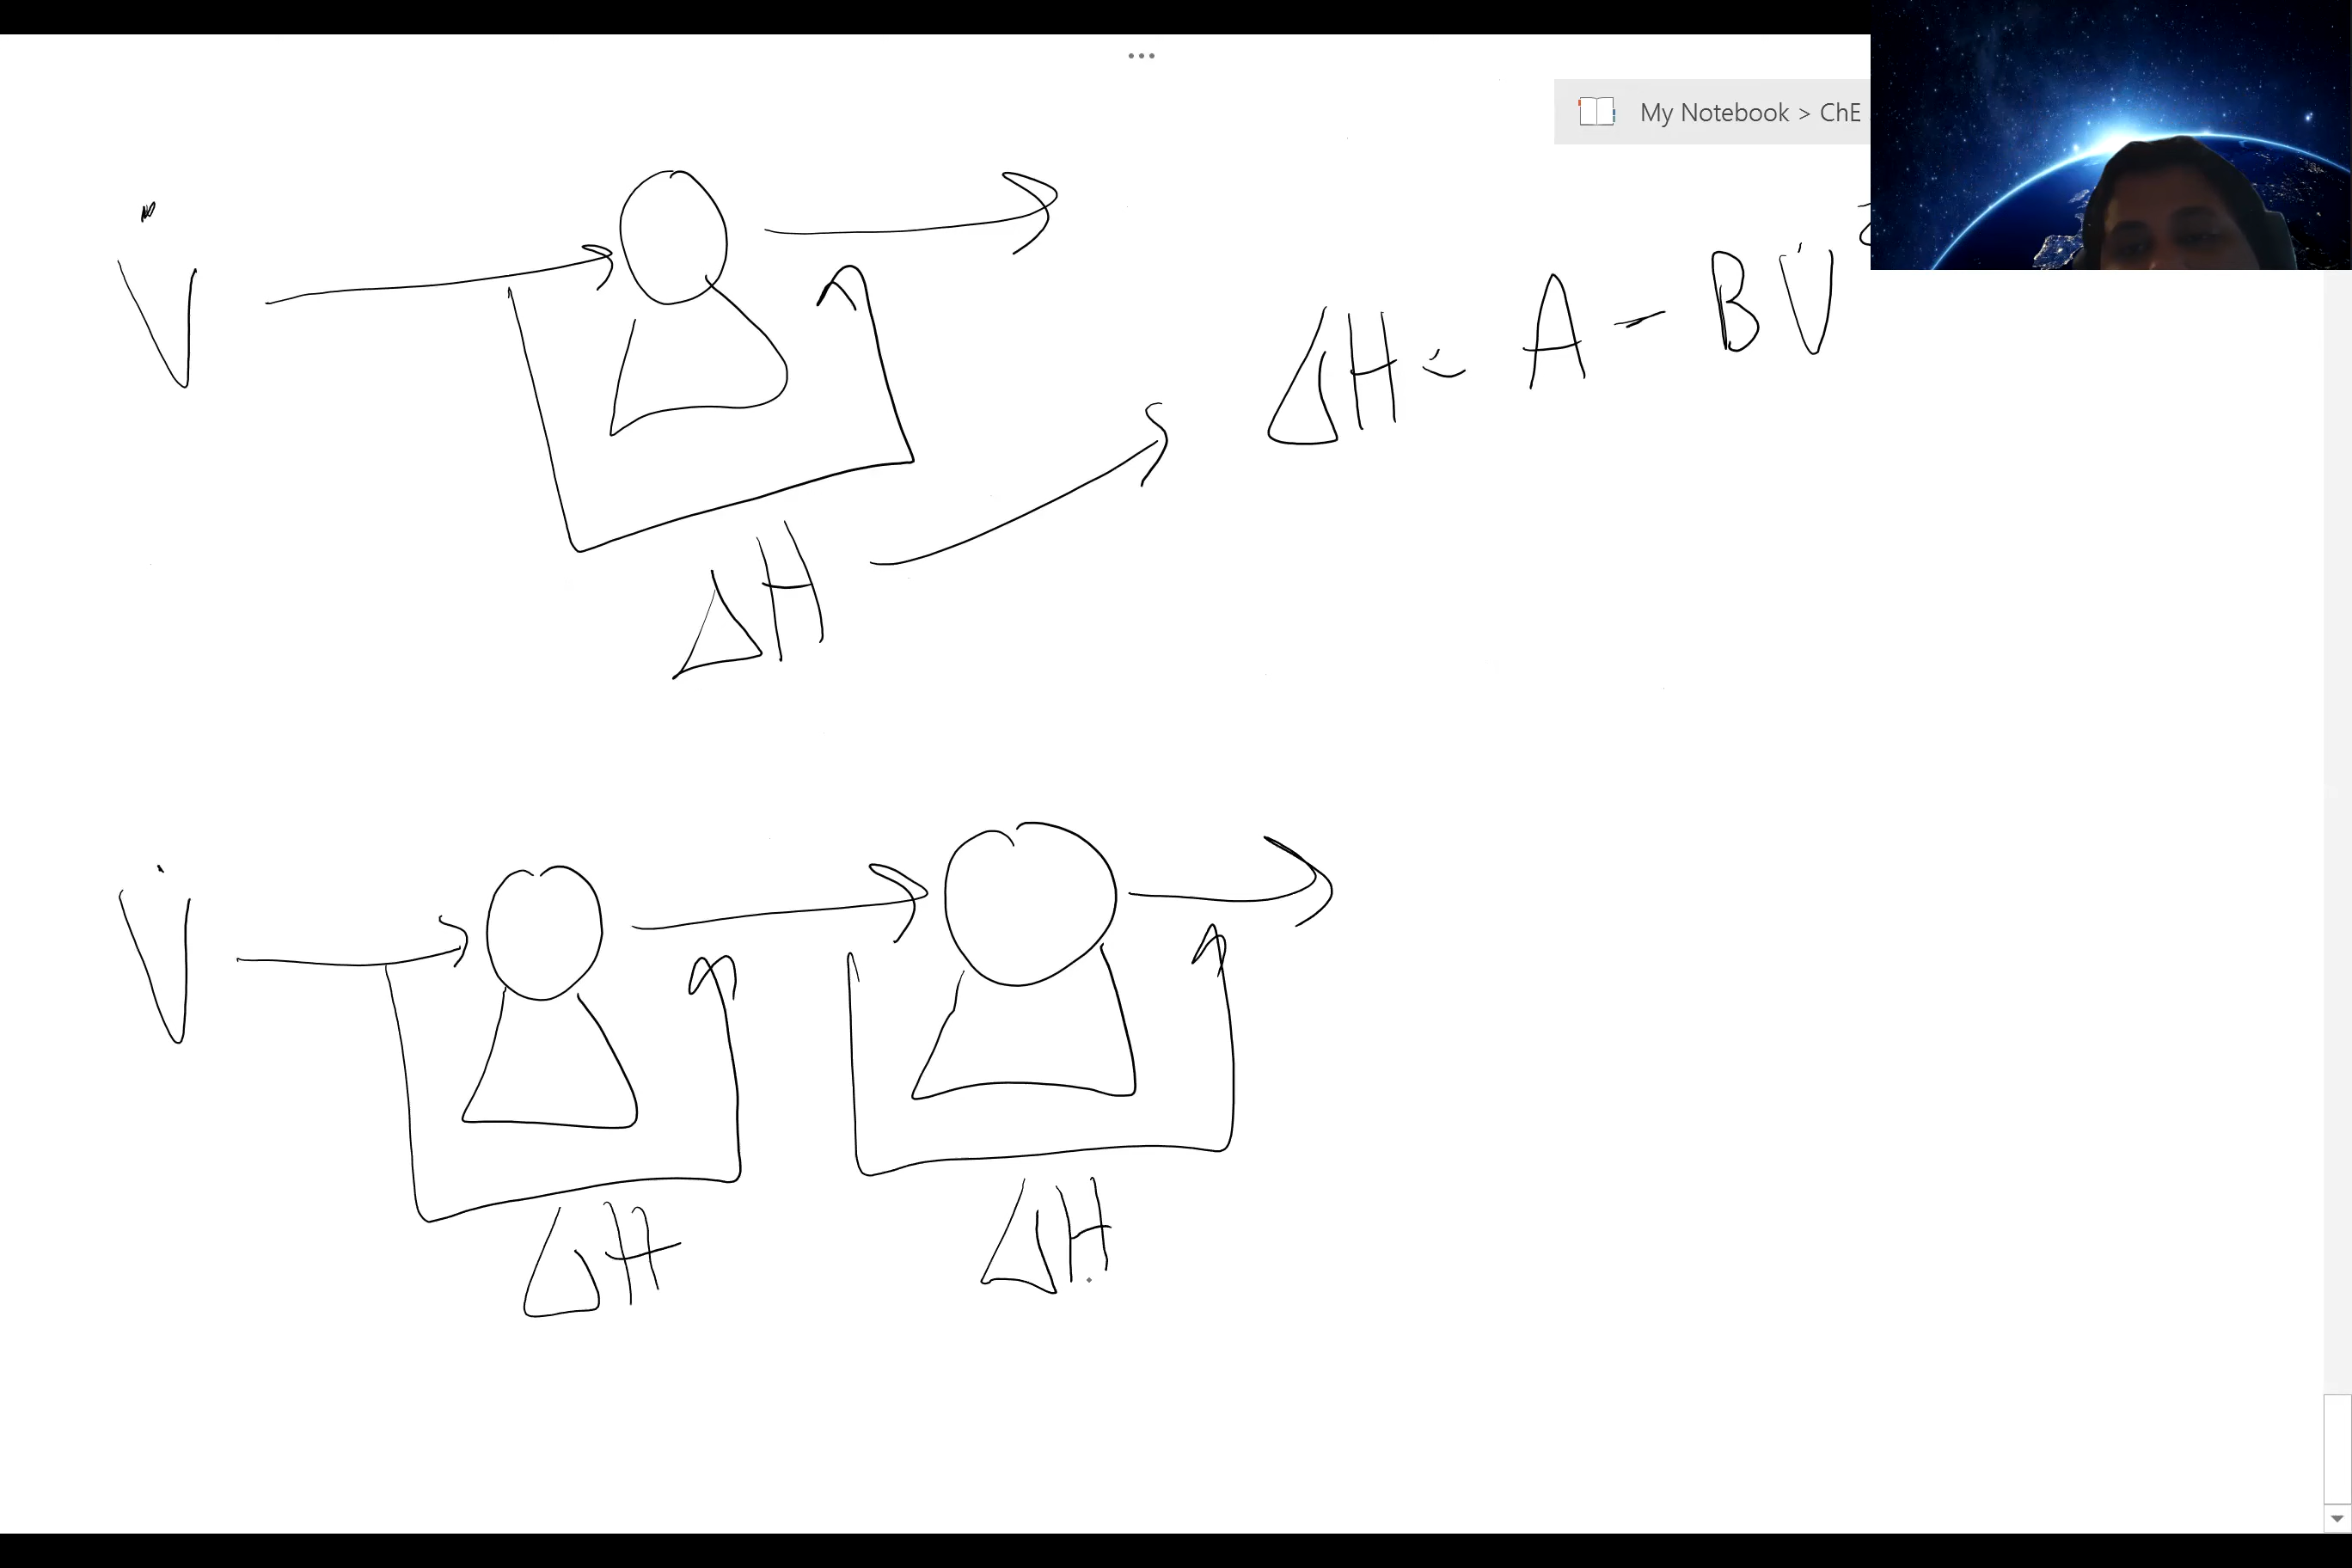 My Notebook > ChE
V̇
ΔH = A - BV̇
ΔH
V̇
ΔH
ΔH